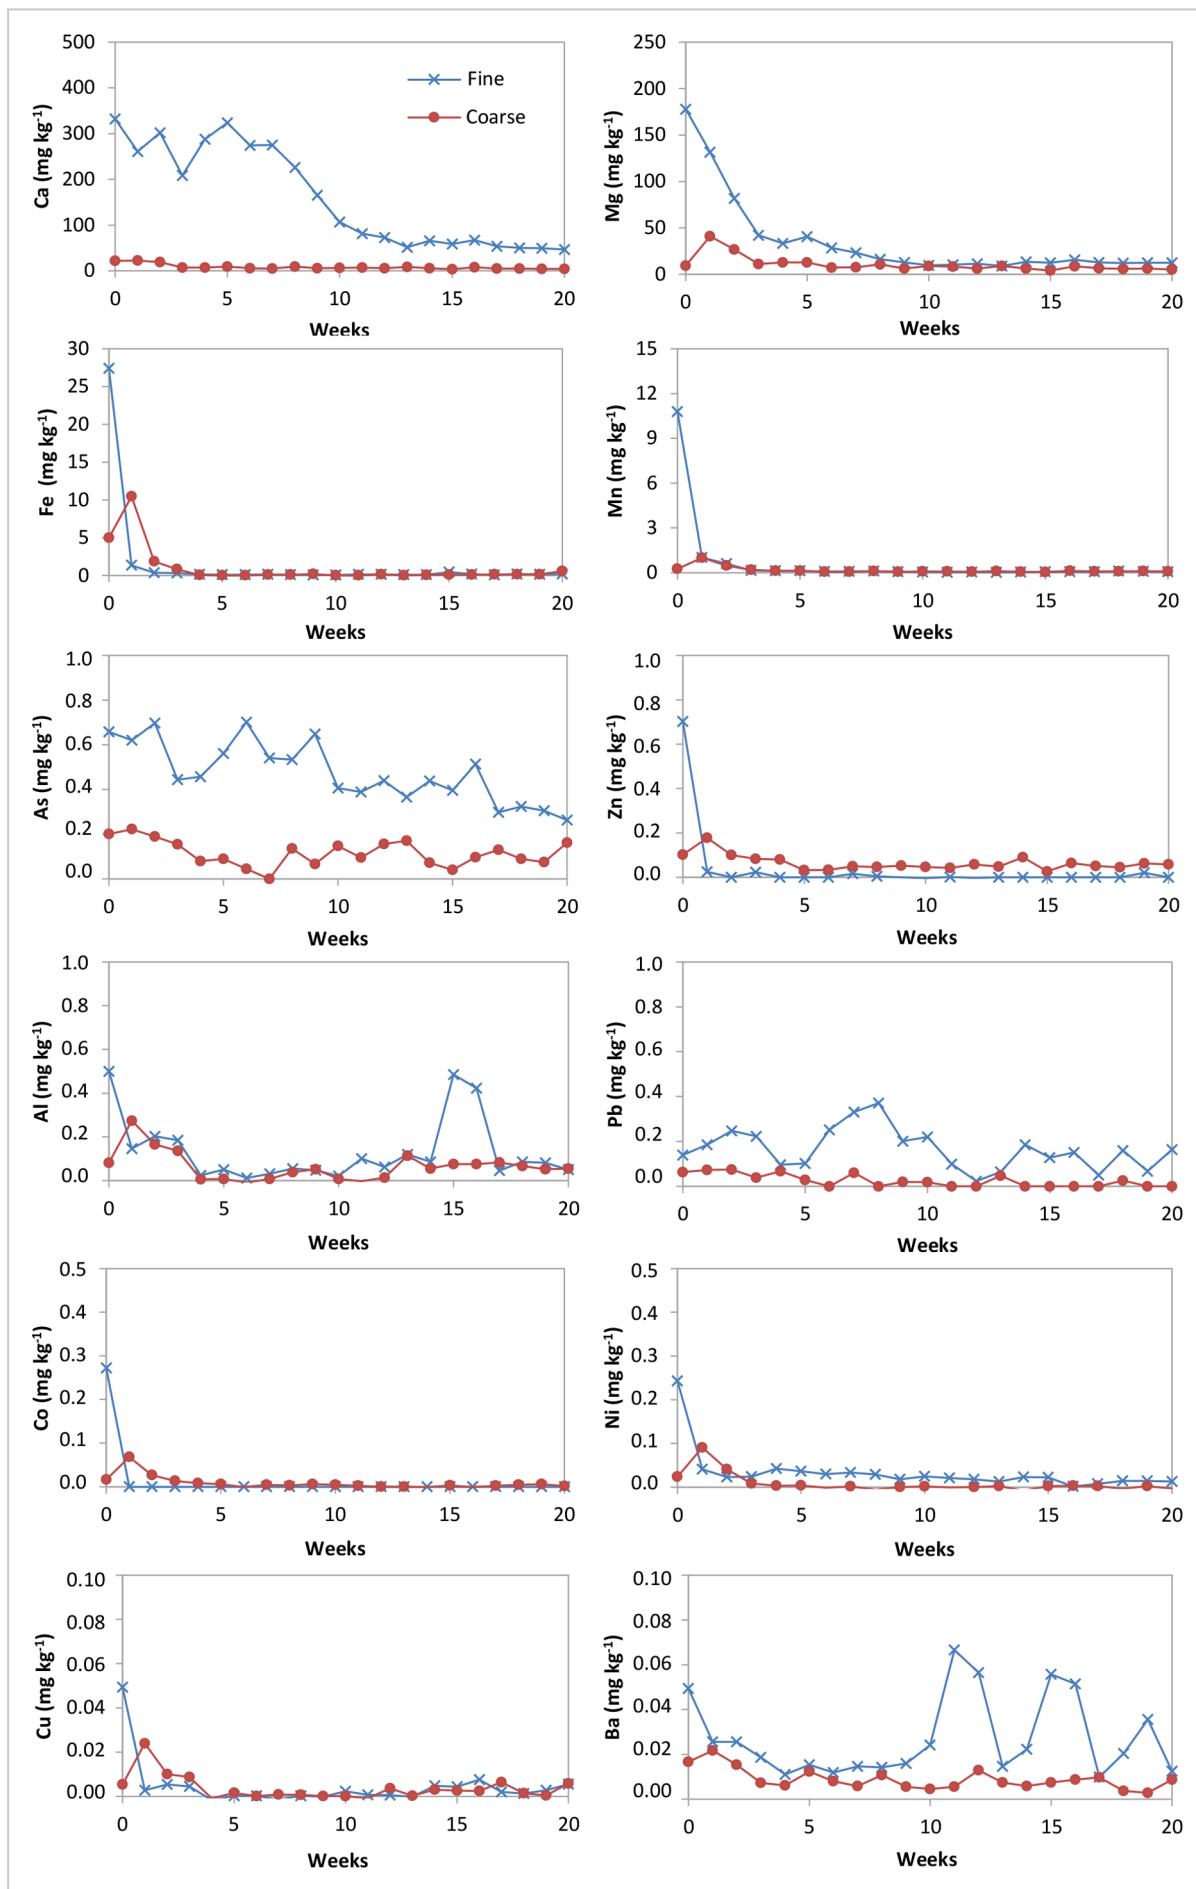 500
400
300
200
100
0
Ca (mg kg-1)
Fine
Coarse
0 5 10 15 20
Weeks
250
200
150
100
50
0
Mg (mg kg-1)
0 5 10 15 20
Weeks
30
25
20
15
10
5
0
Fe (mg kg-1)
0 5 10 15 20
Weeks
15
12
9
6
3
0
Mn (mg kg-1)
0 5 10 15 20
Weeks
1.0
0.8
0.6
0.4
0.2
0.0
As (mg kg-1)
0 5 10 15 20
Weeks
1.0
0.8
0.6
0.4
0.2
0.0
Zn (mg kg-1)
0 5 10 15 20
Weeks
1.0
0.8
0.6
0.4
0.2
0.0
Al (mg kg-1)
0 5 10 15 20
Weeks
1.0
0.8
0.6
0.4
0.2
0.0
Pb (mg kg-1)
0 5 10 15 20
Weeks
0.5
0.4
0.3
0.2
0.1
0.0
Co (mg kg-1)
0 5 10 15 20
Weeks
0.5
0.4
0.3
0.2
0.1
0.0
Ni (mg kg-1)
0 5 10 15 20
Weeks
0.10
0.08
0.06
0.04
0.02
0.00
Cu (mg kg-1)
0 5 10 15 20
Weeks
0.10
0.08
0.06
0.04
0.02
0.00
Ba (mg kg-1)
0 5 10 15 20
Weeks